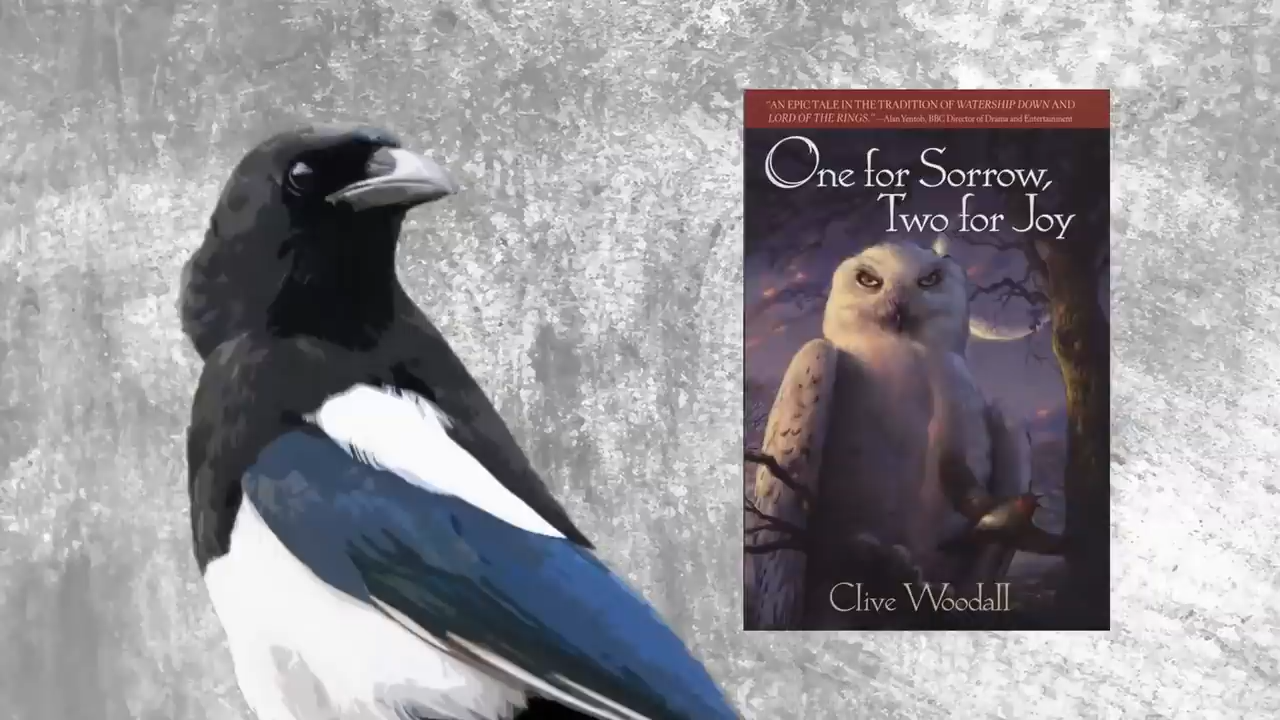 "AN EPIC TALE IN THE TRADITION OF WATERSHIP DOWN AND
LORD OF THE RINGS." —Alan Yentob, BBC Director of Drama and Entertainment
One for Sorrow,
Two for Joy
Clive Woodall